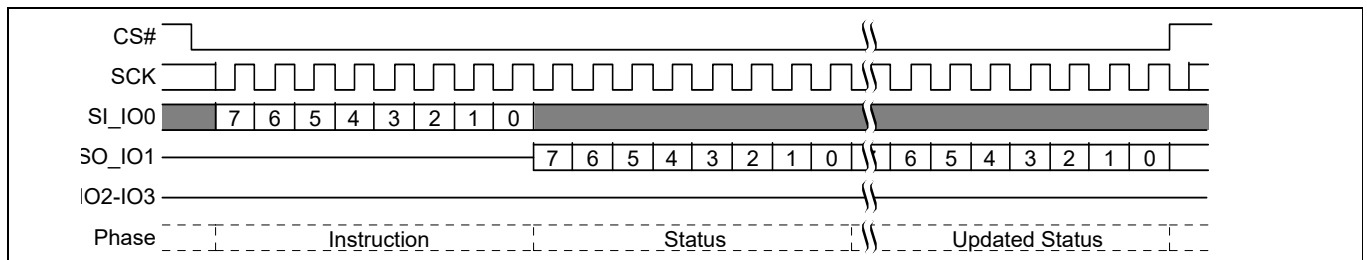 CS#
SCK
SI_IO0 7 6 5 4 3 2 1 0
SO_IO1 7 6 5 4 3 2 1 0 6 5 4 3 2 1 0
IO2-IO3
Phase Instruction Status Updated Status